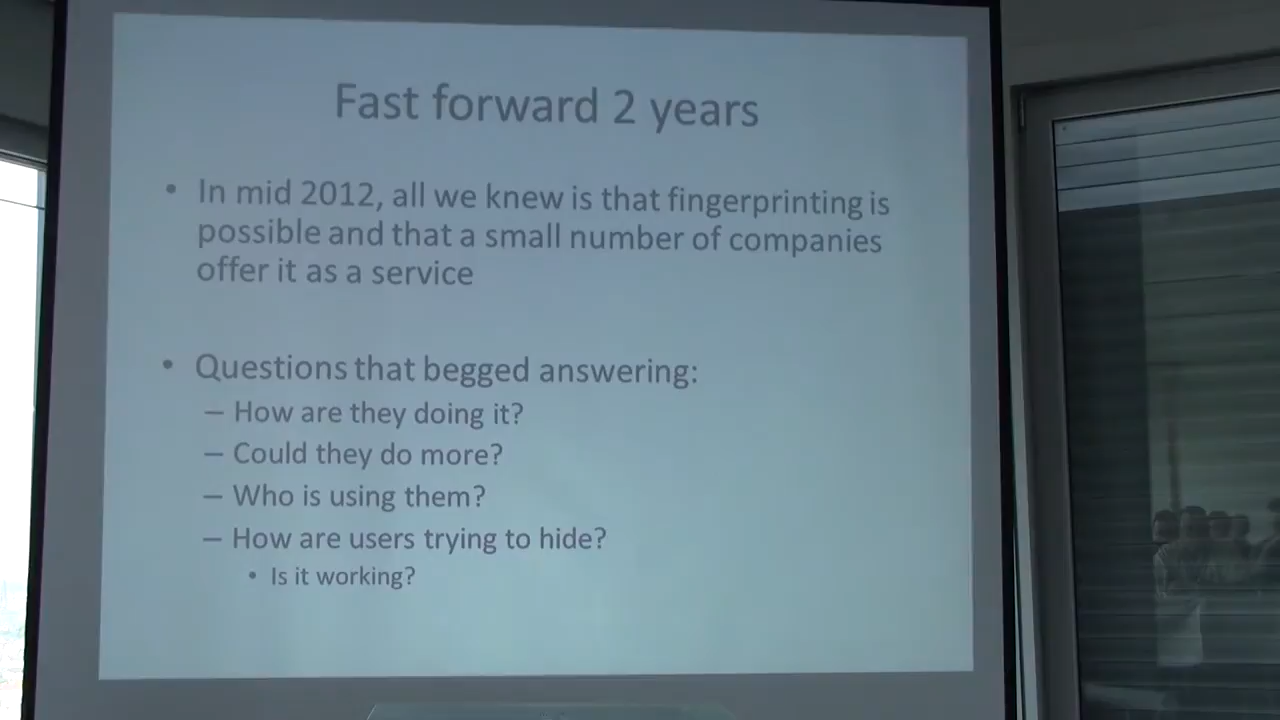 Fast forward 2 years
• In mid 2012, all we knew is that fingerprinting is
possible and that a small number of companies
offer it as a service
• Questions that begged answering:
– How are they doing it?
– Could they do more?
– Who is using them?
– How are users trying to hide?
• Is it working?